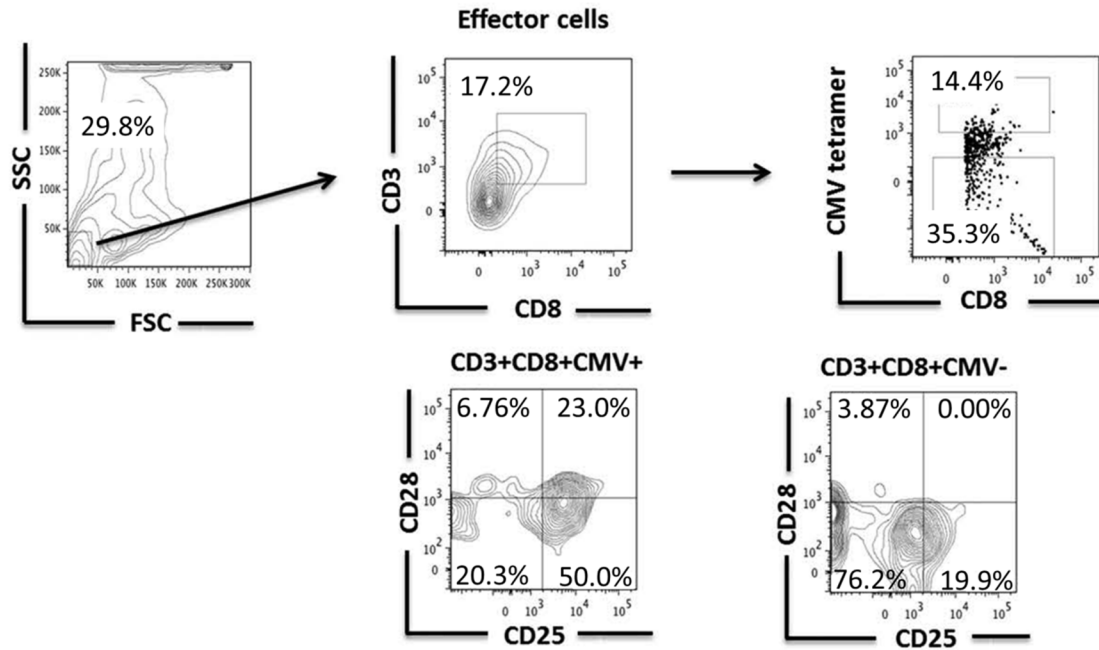 Effector cells
SSC
250K
200K
150K
100K
50K
29.8%
50K 100K 150K 200K 250K 300K
FSC
CD3
10^5
10^4
10^3
0
17.2%
0 10^3 10^4 10^5
CD8
CMV tetramer
10^5
10^4
10^3
0
14.4%
35.3%
0 10^3 10^4 10^5
CD8
CD3+CD8+CMV+
CD28
10^5
10^4
10^3
10^2
0
6.76% 23.0%
20.3% 50.0%
0 10^3 10^4 10^5
CD25
CD3+CD8+CMV-
CD28
10^5
10^4
10^3
10^2
0
3.87% 0.00%
76.2% 19.9%
0 10^3 10^4 10^5
CD25